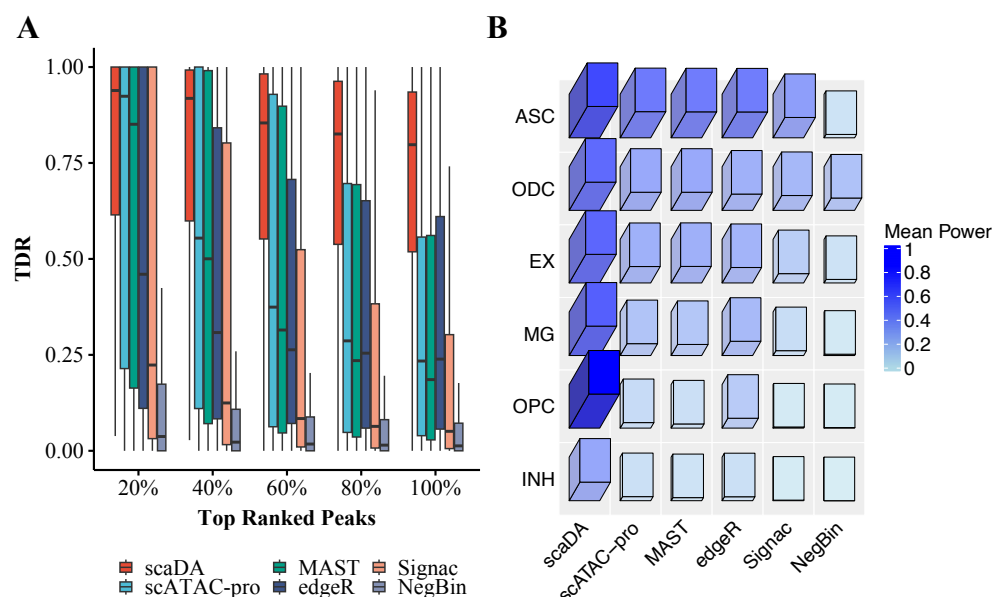 A
1.00
0.75
0.50
0.25
0.00
TDR
20% 40% 60% 80% 100%
Top Ranked Peaks
scaDA MAST Signac
scATAC-pro edgeR NegBin
B
ASC
ODC
EX
MG
OPC
INH
scaDA
scATAC−pro
MAST
edgeR
Signac
NegBin
Mean Power
1
0.8
0.6
0.4
0.2
0